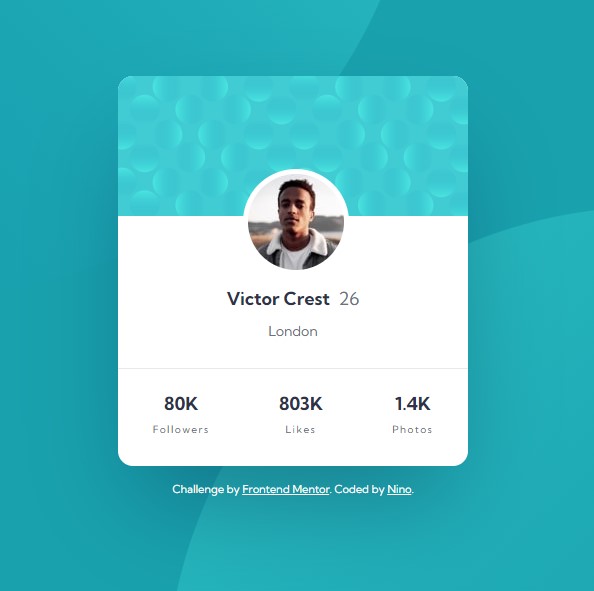 Victor Crest 26
London
80K 803K 1.4K
Followers Likes Photos
Challenge by Frontend Mentor. Coded by Nino.